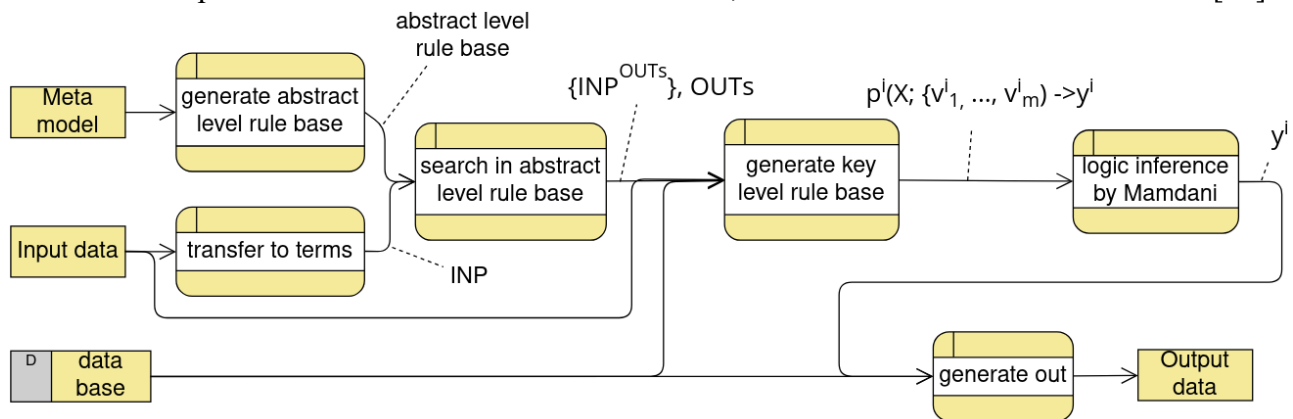 abstract level
rule base
{INP^OUTs}, OUTs
p^i(X; {v^i_1, ..., v^i_m) ->y^i
y^i
Meta
model
generate abstract
level rule base
search in abstract
level rule base
generate key
level rule base
logic inference
by Mamdani
Input data
transfer to terms
INP
D
data
base
generate out
Output
data